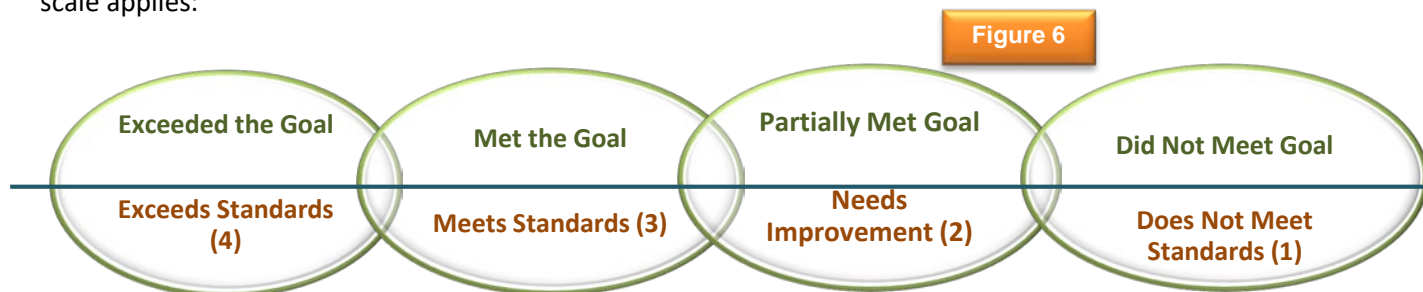 scale applies:
Figure 6
Exceeded the Goal
Met the Goal
Partially Met Goal
Did Not Meet Goal
Exceeds Standards
(4)
Meets Standards (3)
Needs
Improvement (2)
Does Not Meet
Standards (1)